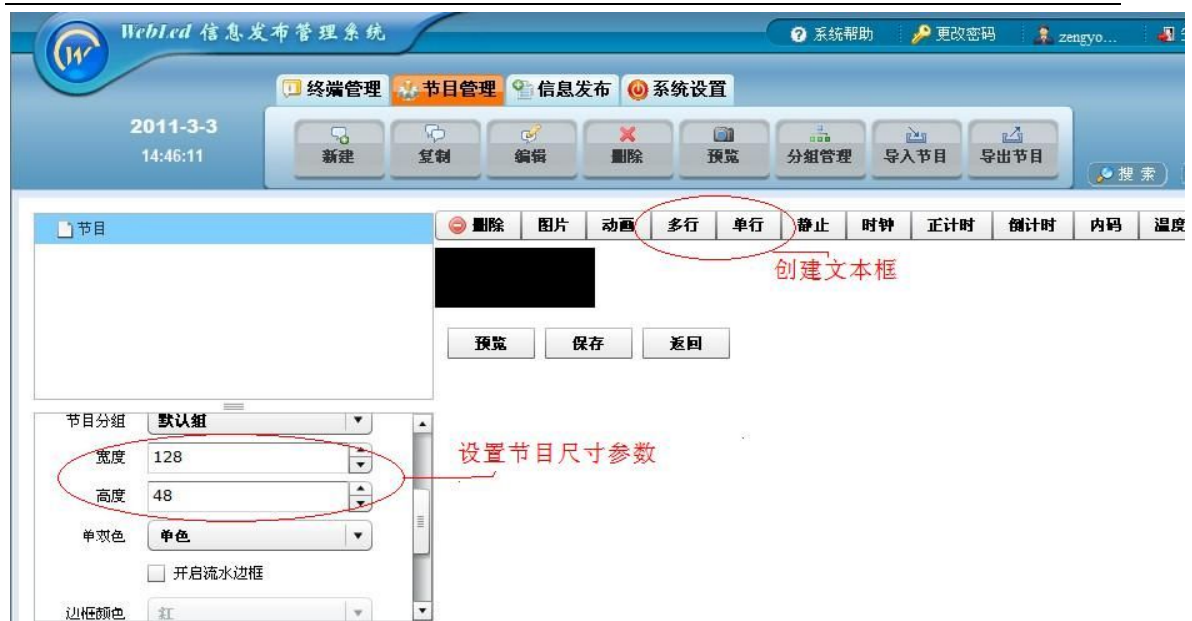 WebLed 信息发布管理系统
系统帮助 更改密码 zengyo...
终端管理 节目管理 信息发布 系统设置
2011-3-3
14:46:11
新建 复制 编辑 删除 预览 分组管理 导入节目 导出节目
搜索
节目
删除 图片 动画 多行 单行 静止 时钟 正计时 倒计时 内码 温度
创建文本框
预览 保存 返回
节目分组 默认组
宽度 128
设置节目尺寸参数
高度 48
单双色 单色
开启流水边框
边框颜色 红